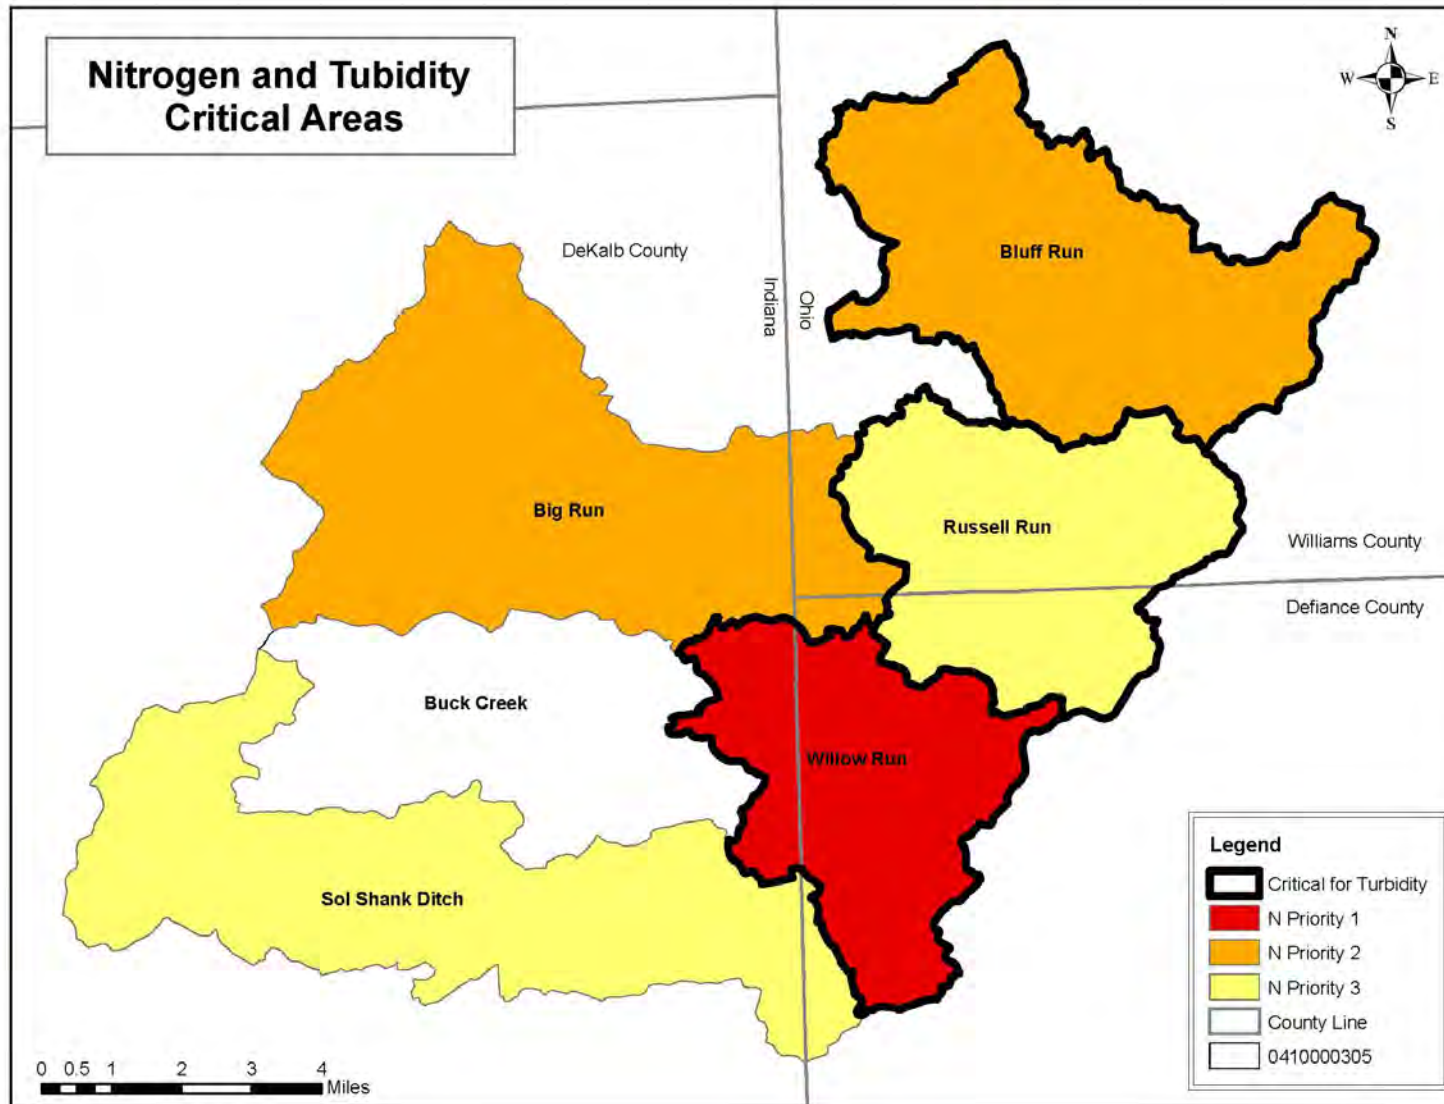 Nitrogen and Tubidity
Critical Areas
N
W
E
S
DeKalb County
Bluff Run
Indiana
Ohio
Big Run
Russell Run
Williams County
Defiance County
Buck Creek
Willow Run
Sol Shank Ditch
Legend
Critical for Turbidity
N Priority 1
N Priority 2
N Priority 3
County Line
0410000305
0 0.5 1 2 3 4
Miles